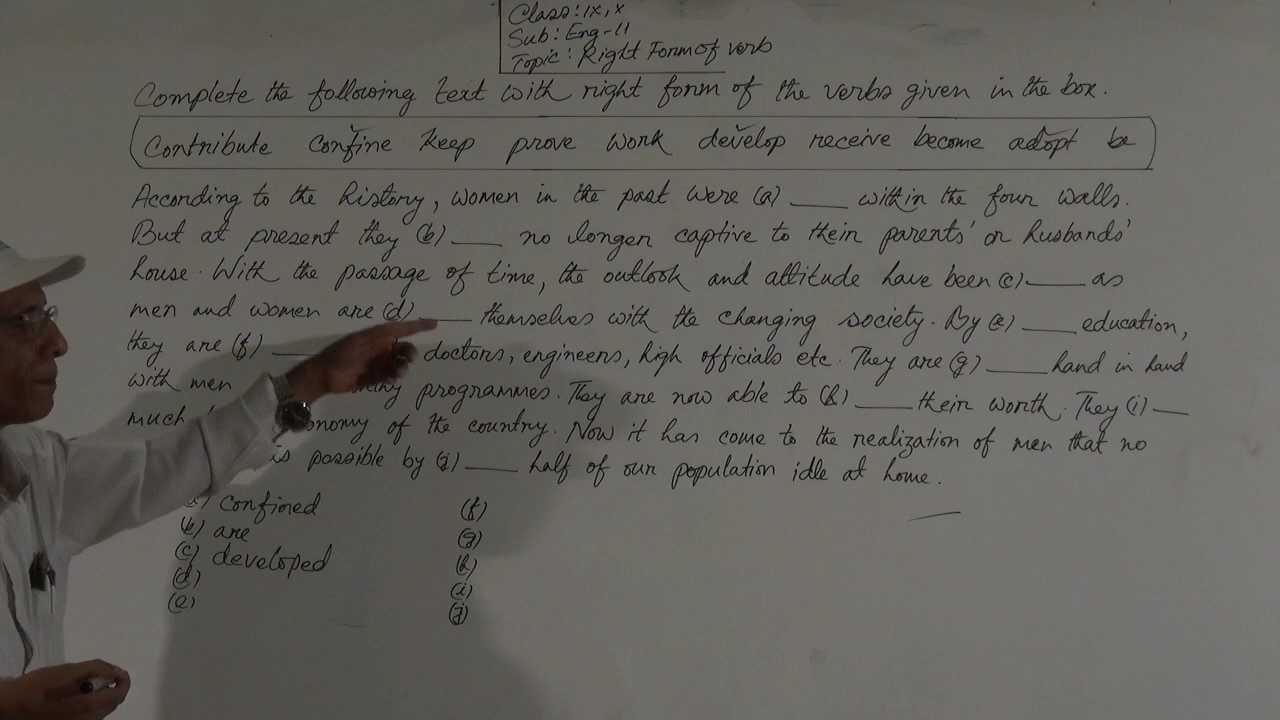 Class: IX, X
Sub: Eng-II
Topic: Right Form of verb
Complete the following text with right form of the verbs given in the box.
Contribute confine keep prove work develop receive become adopt be
According to the history, women in the past were (a) ____ within the four walls.
But at present they (b) ____ no longer captive to their parents' or husbands'
house. With the passage of time, the outlook and attitude have been (c) ____ as
men and women are (d) ____ themselves with the changing society. By (e) ____ education,
they are (f) ____ doctors, engineers, high officials etc. They are (g) ____ hand in hand
with men programmes. They are now able to (h) ____ their worth. They (i) ____
much of the country. Now it has come to the realization of men that no
possible by (j) ____ half of our population idle at home.
(a) confined
(b) are
(c) developed
(d)
(e)
(f)
(g)
(h)
(i)
(j)